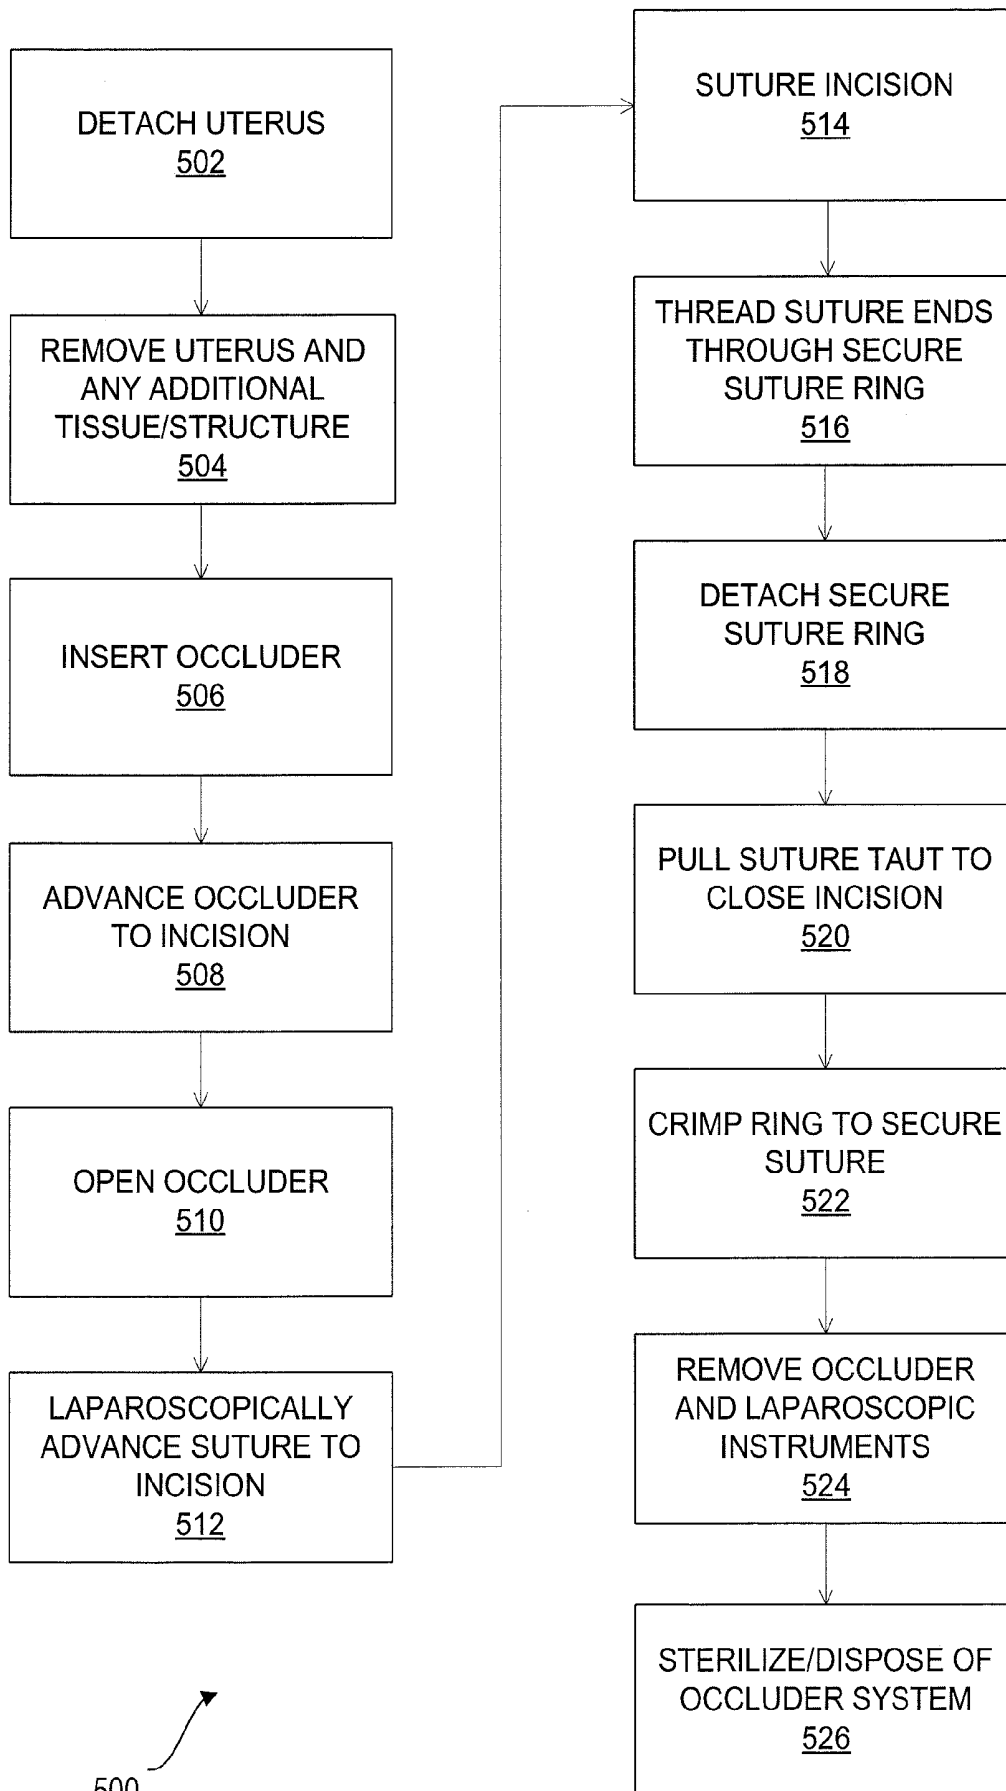 DETACH UTERUS
502
REMOVE UTERUS AND
ANY ADDITIONAL
TISSUE/STRUCTURE
504
INSERT OCCLUDER
506
ADVANCE OCCLUDER
TO INCISION
508
OPEN OCCLUDER
510
LAPAROSCOPICALLY
ADVANCE SUTURE TO
INCISION
512
SUTURE INCISION
514
THREAD SUTURE ENDS
THROUGH SECURE
SUTURE RING
516
DETACH SECURE
SUTURE RING
518
PULL SUTURE TAUT TO
CLOSE INCISION
520
CRIMP RING TO SECURE
SUTURE
522
REMOVE OCCLUDER
AND LAPAROSCOPIC
INSTRUMENTS
524
STERILIZE/DISPOSE OF
OCCLUDER SYSTEM
526
500